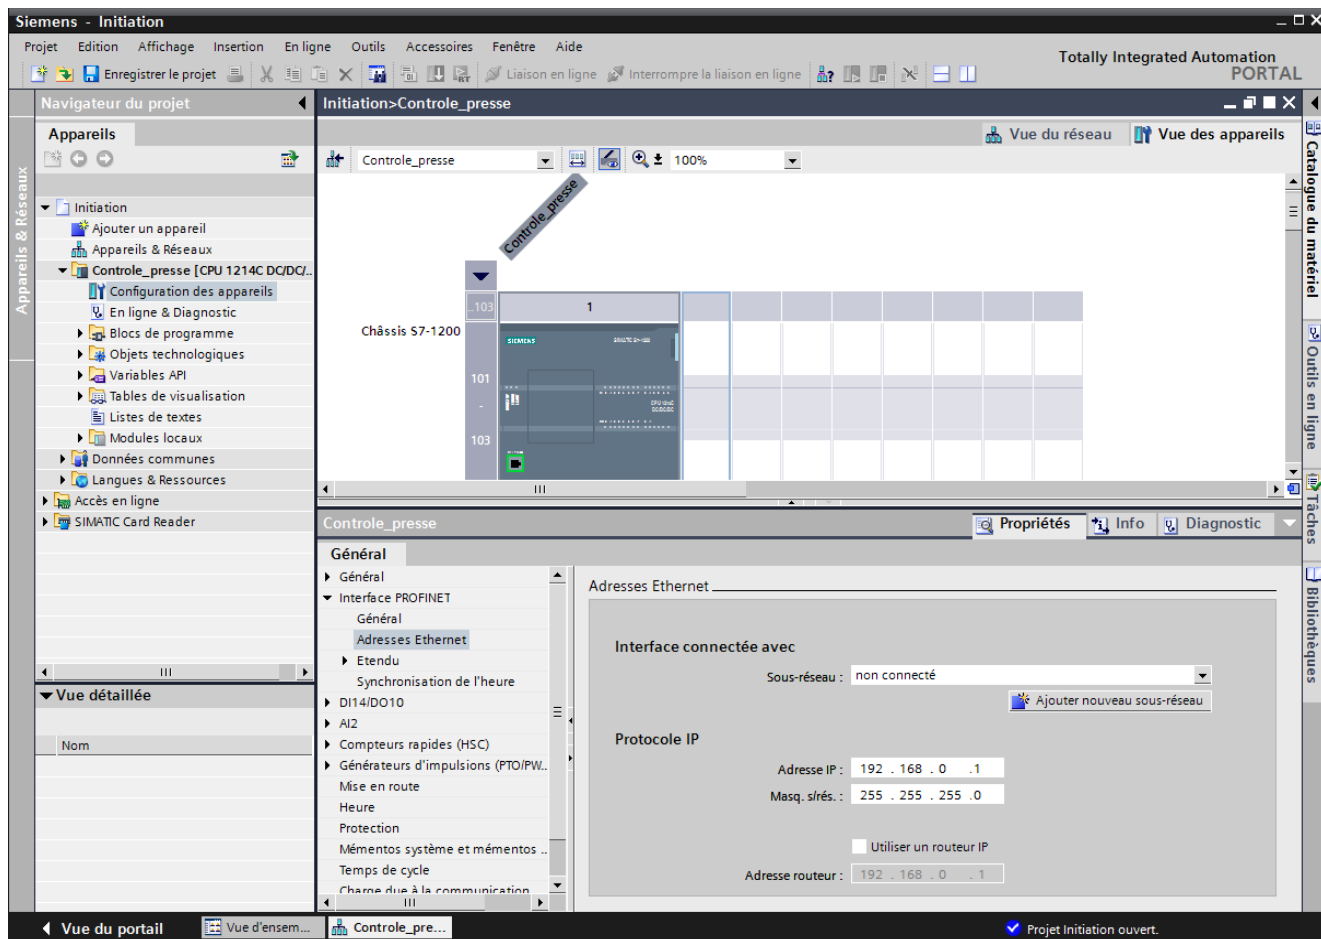 Siemens - Initiation
Projet Edition Affichage Insertion En ligne Outils Accessoires Fenêtre Aide
Totally Integrated Automation
PORTAL
Enregistrer le projet
Liaison en ligne
Interrompre la liaison en ligne
Navigateur du projet
Initiation>Controle_presse
Appareils
Vue du réseau
Vue des appareils
Controle_presse
100%
Appareils & Réseaux
Initiation
Ajouter un appareil
Appareils & Réseaux
Controle_presse [CPU 1214C DC/DC/..
Configuration des appareils
En ligne & Diagnostic
Blocs de programme
Objets technologiques
Variables API
Tables de visualisation
Listes de textes
Modules locaux
Données communes
Langues & Ressources
Accès en ligne
SIMATIC Card Reader
Controle_presse
..103
1
Châssis S7-1200
SIEMENS
SIMATIC S7-1200
101
-
103
CPU 1214C
DC/DC/DC
Catalogue du matériel
Outils en ligne
Tâches
Bibliothèques
Vue détaillée
Nom
Controle_presse
Propriétés
Info
Diagnostic
Général
Général
Interface PROFINET
Général
Adresses Ethernet
Etendu
Synchronisation de l'heure
DI14/DO10
AI2
Compteurs rapides (HSC)
Générateurs d'impulsions (PTO/PW..
Mise en route
Heure
Protection
Mémentos système et mémentos ..
Temps de cycle
Charge due à la communication
Adresses Ethernet
Interface connectée avec
Sous-réseau : non connecté
Ajouter nouveau sous-réseau
Protocole IP
Adresse IP : 192 . 168 . 0 .1
Masq. s/rés. : 255 . 255 . 255 .0
Utiliser un routeur IP
Adresse routeur : 192 . 168 . 0 . 1
Vue du portail
Vue d'ensem...
Controle_pre...
Projet Initiation ouvert.